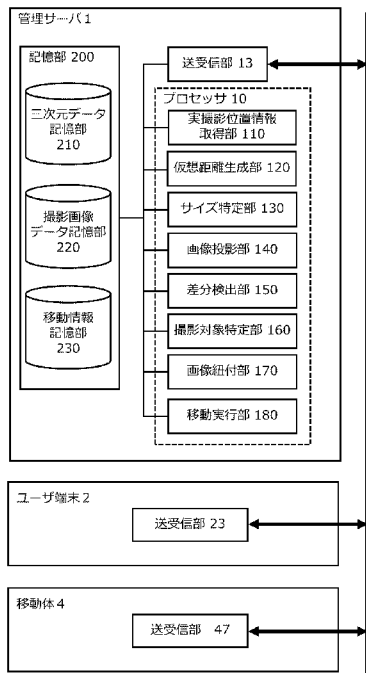 管理サーバ1
記憶部 200
三次元データ
記憶部
210
撮影画像
データ記憶部
220
移動情報
記憶部
230
送受信部 13
プロセッサ 10
実撮影位置情報
取得部 110
仮想距離生成部 120
サイズ特定部 130
画像投影部 140
差分検出部 150
撮影対象特定部 160
画像紐付部 170
移動実行部 180
ユーザ端末2
送受信部 23
移動体4
送受信部 47